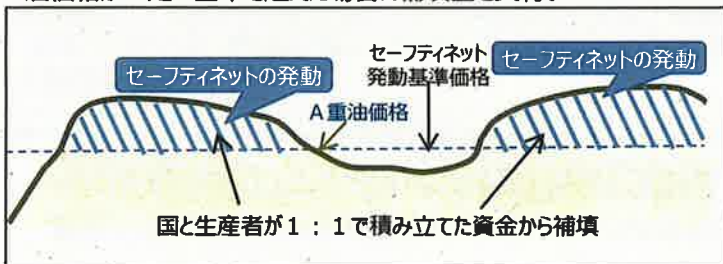 セーフティネットの発動
セーフティネット
発動基準価格
セーフティネットの発動
A重油価格
国と生産者が1:1で積み立てた資金から補填